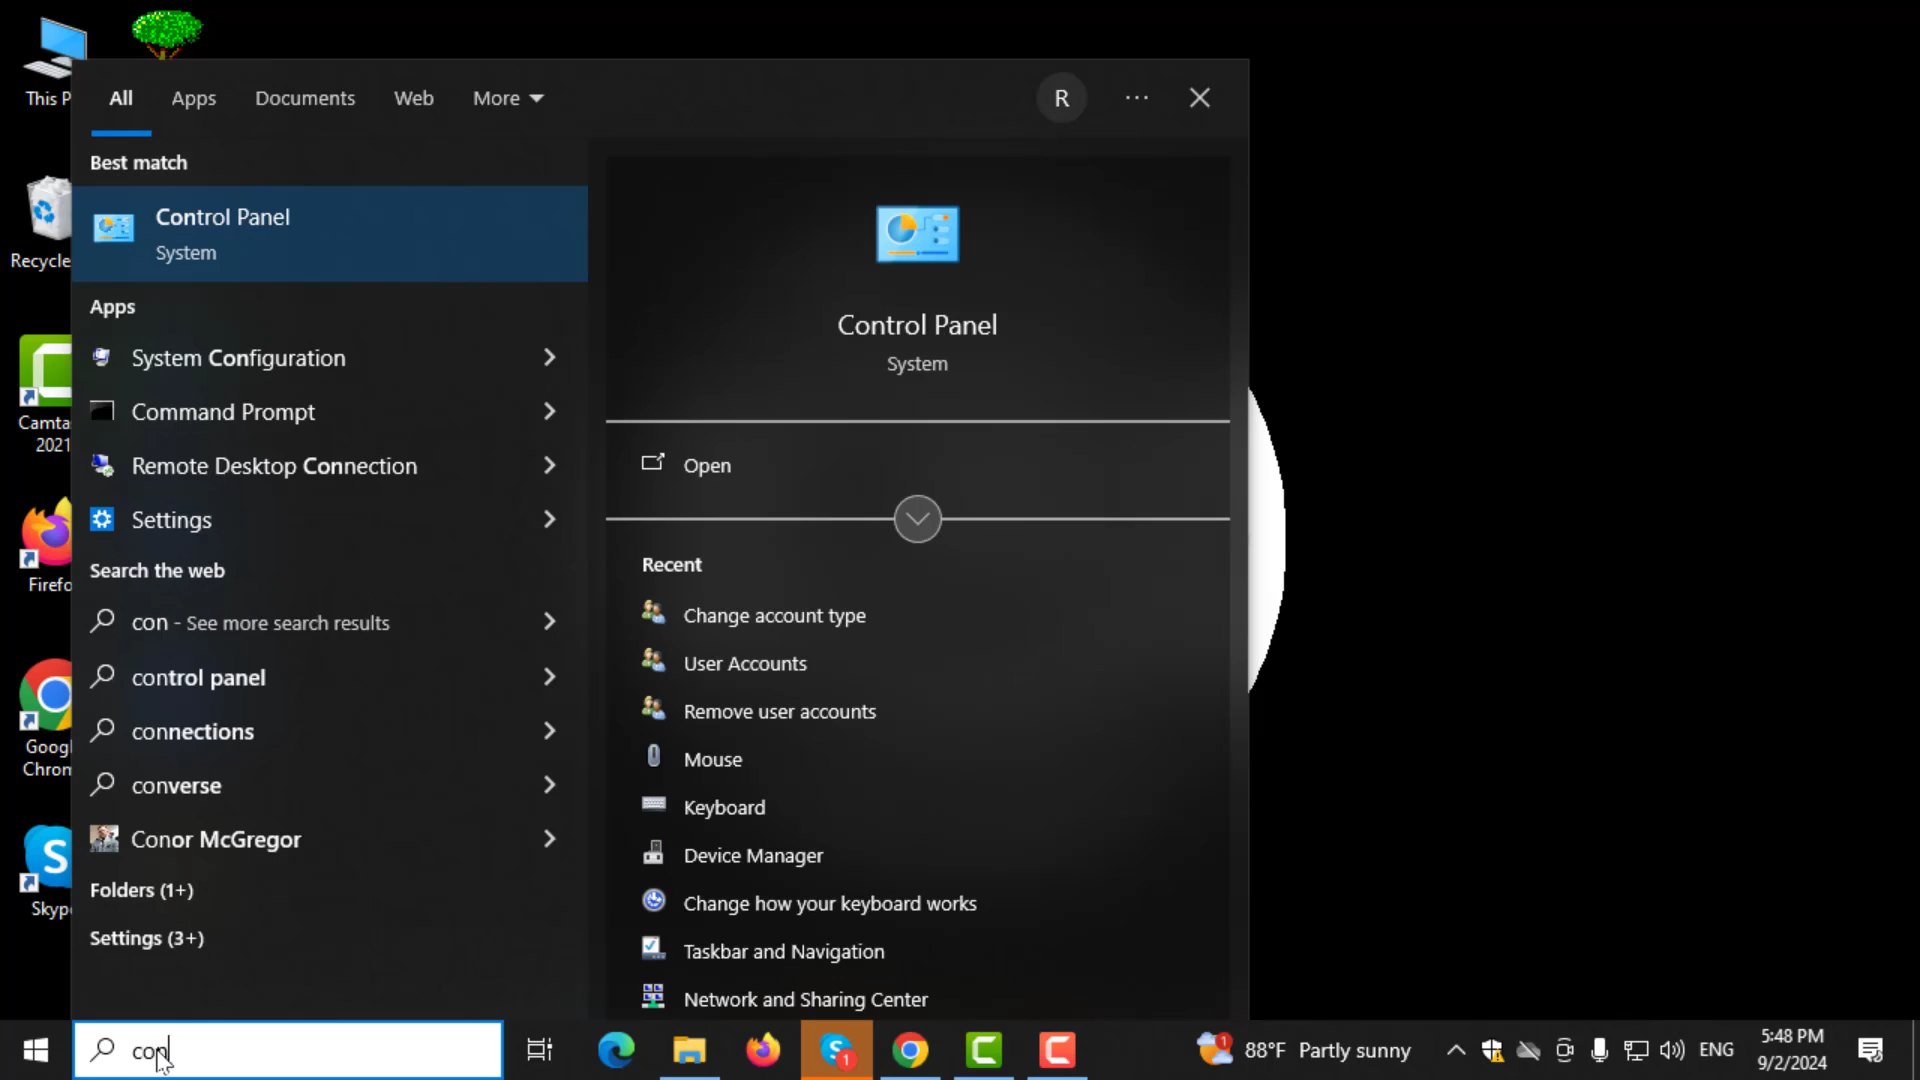 This P
Recycle
Camta
2021
Firefo
Googl
Chrom
Skype
All Apps Documents Web More R
Best match
Control Panel
System
Apps
System Configuration
Command Prompt
Remote Desktop Connection
Settings
Search the web
con - See more search results
control panel
connections
converse
Conor McGregor
Folders (1+)
Settings (3+)
Control Panel
System
Open
Recent
Change account type
User Accounts
Remove user accounts
Mouse
Keyboard
Device Manager
Change how your keyboard works
Taskbar and Navigation
Network and Sharing Center
con
1
1
88°F Partly sunny
ENG
5:48 PM
9/2/2024